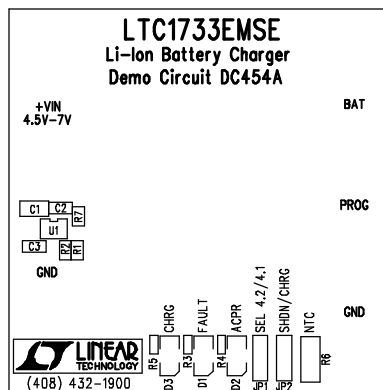 LTC1733EMSE
Li-Ion Battery Charger
Demo Circuit DC454A
+VIN
4.5V-7V
BAT
C1
C2
R7
U1
PROG
C3
R2
R1
GND
GND
CHRG
FAULT
ACPR
SEL 4.2/4.1
SHDN/CHRG
NTC
R5
R3
R4
R6
LT LINEAR
TECHNOLOGY
(408) 432-1900
D3
D1
D2
JP1
JP2